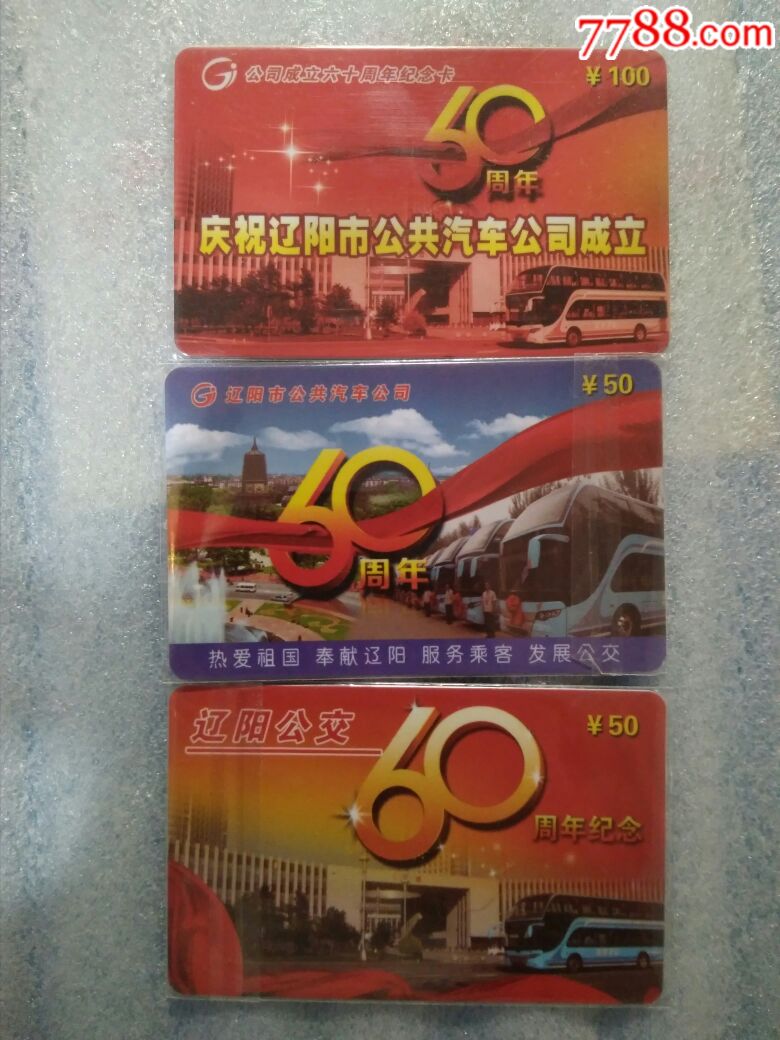 7788.com
公司成立六十周年纪念卡
¥100
60
周年
庆祝辽阳市公共汽车公司成立
辽阳市公共汽车公司
¥50
60
周年
热爱祖国 奉献辽阳 服务乘客 发展公交
辽阳公交
60
¥50
周年纪念